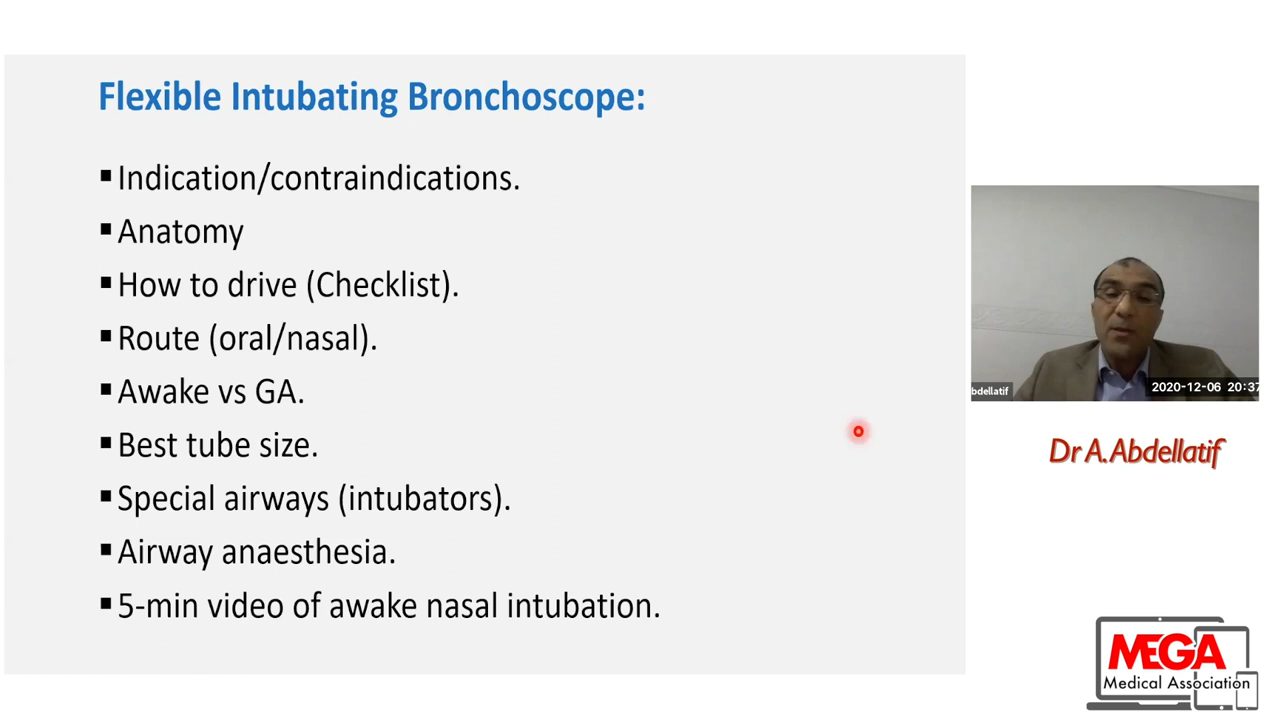 Flexible Intubating Bronchoscope:
▪Indication/contraindications.
▪Anatomy
▪How to drive (Checklist).
▪Route (oral/nasal).
▪Awake vs GA.
▪Best tube size.
▪Special airways (intubators).
▪Airway anaesthesia.
▪5-min video of awake nasal intubation.
bdellatif
2020-12-06 20:37
Dr A.Abdellatif
MEGA
Medical Association